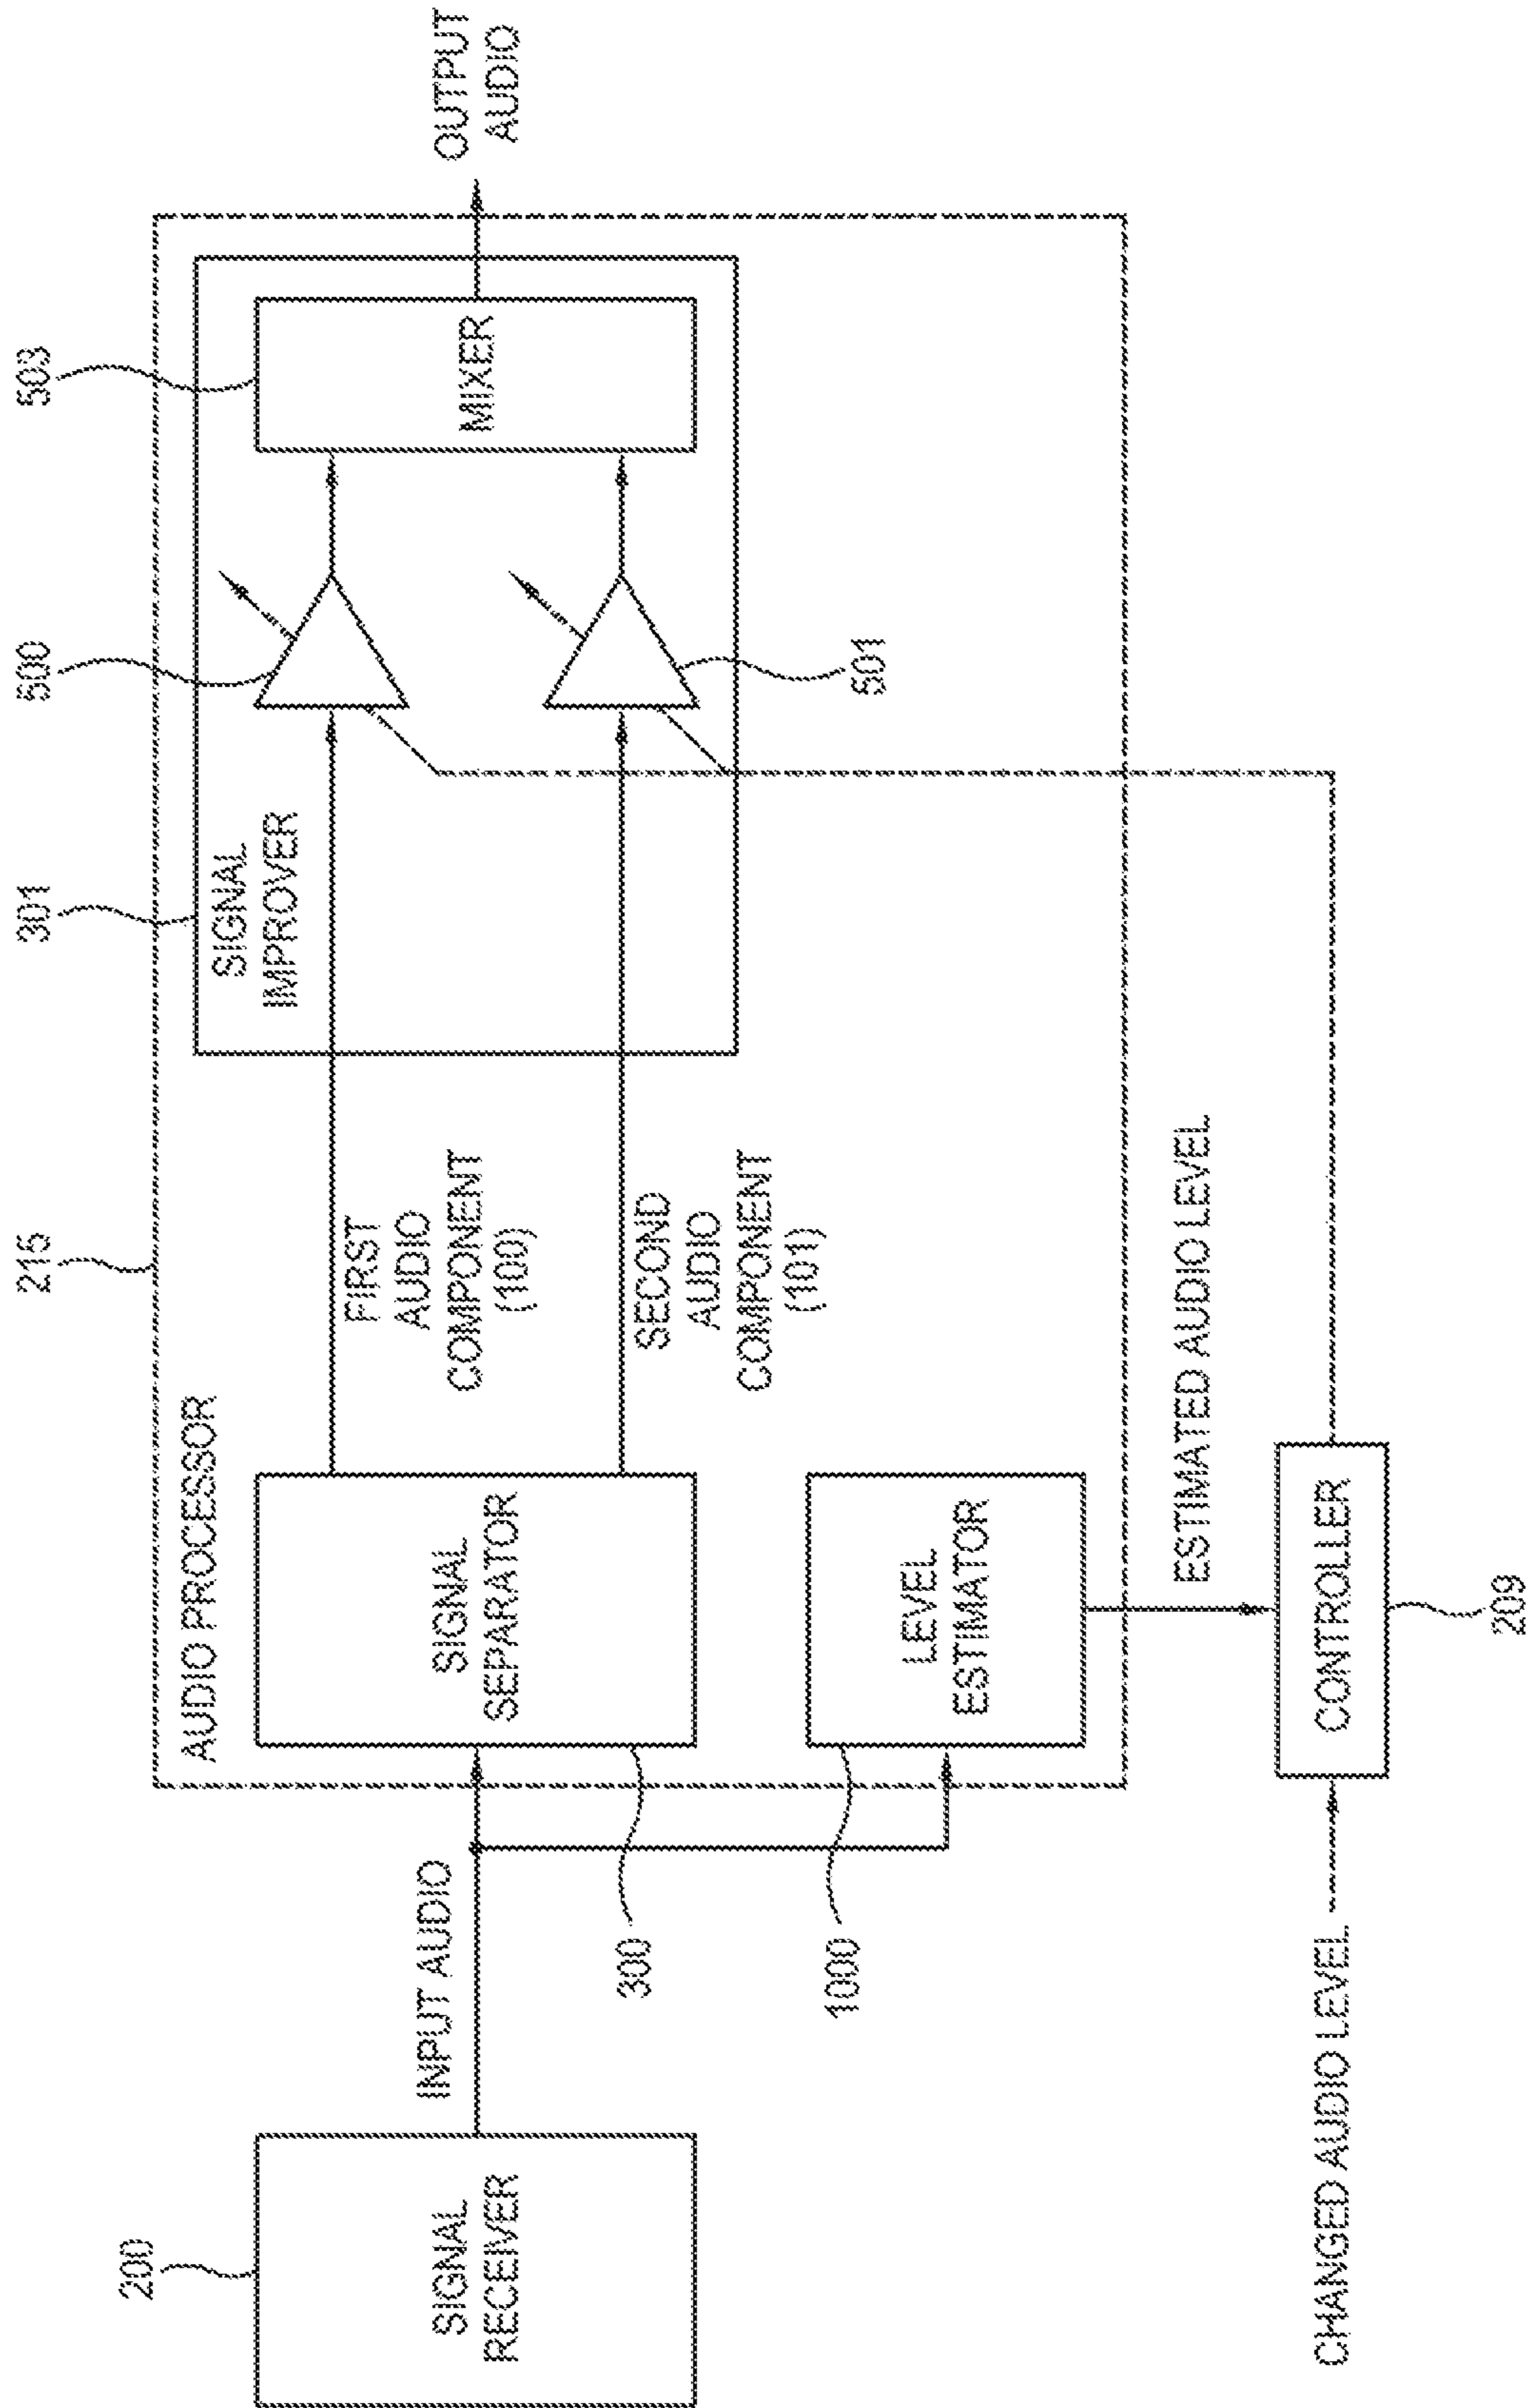 200
SIGNAL
RECEIVER
INPUT AUDIO
215
AUDIO PROCESSOR
SIGNAL
SEPARATOR
300
LEVEL
ESTIMATOR
1000
FIRST
AUDIO
COMPONENT
(100)
SECOND
AUDIO
COMPONENT
(101)
301
SIGNAL
IMPROVER
500
501
503
MIXER
OUTPUT
AUDIO
ESTIMATED AUDIO LEVEL
CHANGED AUDIO LEVEL
CONTROLLER
209